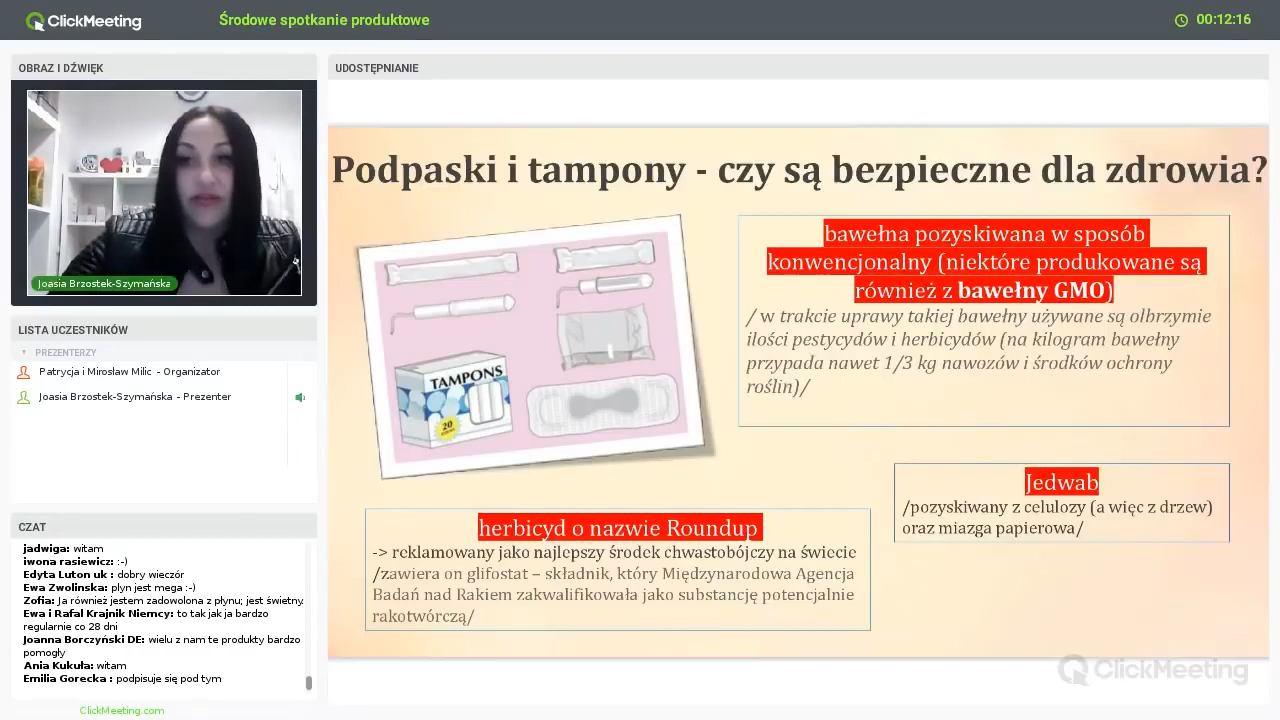 ClickMeeting
Środowe spotkanie produktowe
00:12:16
OBRAZ I DŹWIĘK
Joasia Brzostek-Szymańska
LISTA UCZESTNIKÓW
PREZENTERZY
Patrycja i Mirosław Milic - Organizator
Joasia Brzostek-Szymańska - Prezenter
CZAT
jadwiga: witam
iwona rasiewicz: :-)
Edyta Luton uk : dobry wieczór
Ewa Zwolinska: plyn jest mega :-)
Zofia: Ja również jestem zadowolona z płynu; jest świetny.
Ewa i Rafal Krajnik Niemcy: to tak jak ja bardzo
regularnie co 28 dni
Joanna Borczyński DE: wielu z nam te produkty bardzo
pomogły
Ania Kukuła: witam
Emilia Gorecka : podpisuje się pod tym
ClickMeeting.com
UDOSTĘPNIANIE
Podpaski i tampony - czy są bezpieczne dla zdrowia?
TAMPONS
20
bawełna pozyskiwana w sposób
konwencjonalny (niektóre produkowane są
również z bawełny GMO)
/ w trakcie uprawy takiej bawełny używane są olbrzymie
ilości pestycydów i herbicydów (na kilogram bawełny
przypada nawet 1/3 kg nawozów i środków ochrony
roślin)/
Jedwab
/pozyskiwany z celulozy (a więc z drzew)
oraz miazga papierowa/
herbicyd o nazwie Roundup
-> reklamowany jako najlepszy środek chwastobójczy na świecie
/zawiera on glifostat – składnik, który Międzynarodowa Agencja
Badań nad Rakiem zakwalifikowała jako substancję potencjalnie
rakotwórczą/
ClickMeeting